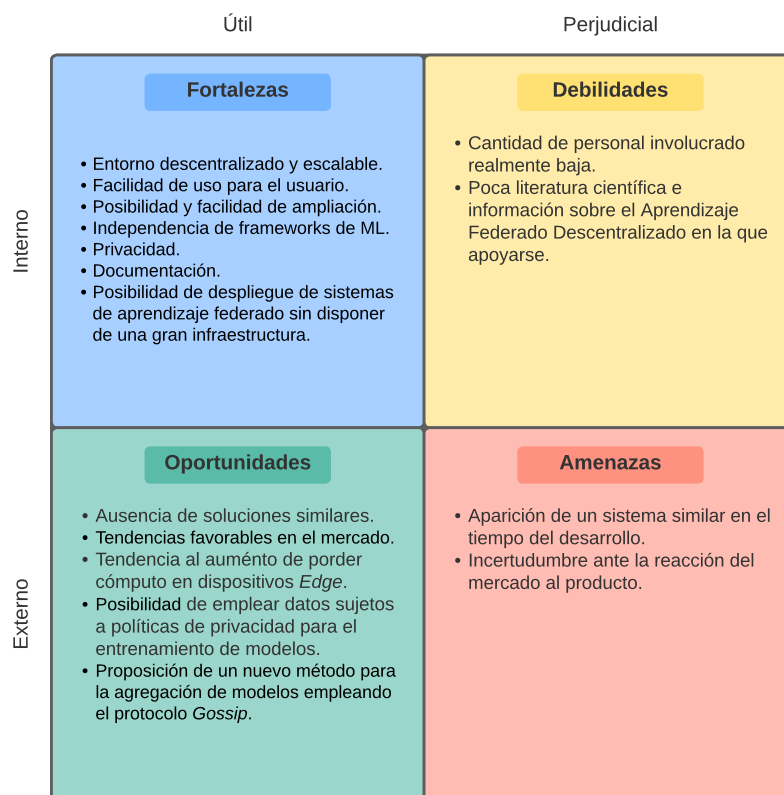 Útil
Perjudicial
Interno
Fortalezas
• Entorno descentralizado y escalable.
• Facilidad de uso para el usuario.
• Posibilidad y facilidad de ampliación.
• Independencia de frameworks de ML.
• Privacidad.
• Documentación.
• Posibilidad de despliegue de sistemas
de aprendizaje federado sin disponer
de una gran infraestructura.
Debilidades
• Cantidad de personal involucrado
realmente baja.
• Poca literatura científica e
información sobre el Aprendizaje
Federado Descentralizado en la que
apoyarse.
Externo
Oportunidades
• Ausencia de soluciones similares.
• Tendencias favorables en el mercado.
• Tendencia al auménto de porder
cómputo en dispositivos Edge.
• Posibilidad de emplear datos sujetos
a políticas de privacidad para el
entrenamiento de modelos.
• Proposición de un nuevo método para
la agregación de modelos empleando
el protocolo Gossip.
Amenazas
• Aparición de un sistema similar en el
tiempo del desarrollo.
• Incertudumbre ante la reacción del
mercado al producto.